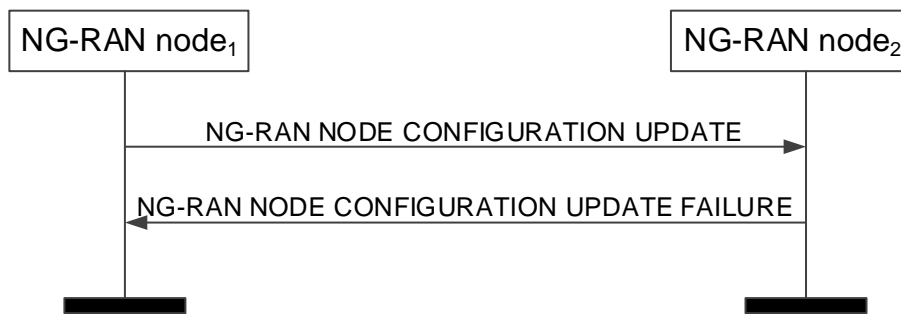 NG-RAN node₁
NG-RAN node₂
NG-RAN NODE CONFIGURATION UPDATE
NG-RAN NODE CONFIGURATION UPDATE FAILURE